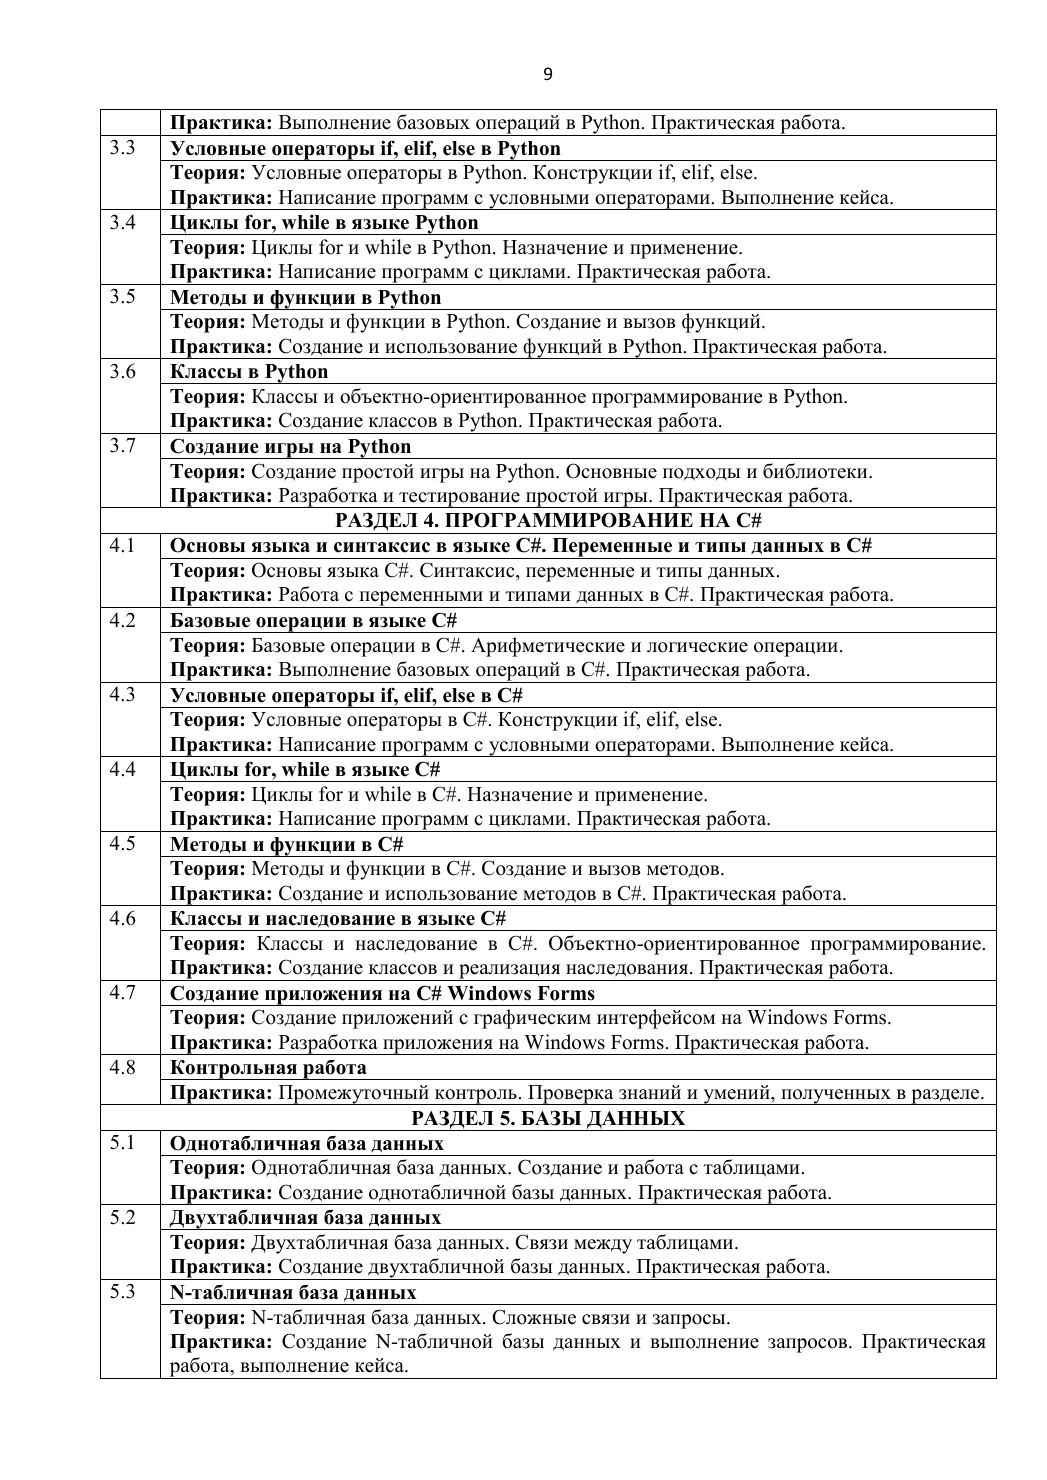 9
Практика: Выполнение базовых операций в Python. Практическая работа.
3.3 Условные операторы if, elif, else в Python
Теория: Условные операторы в Python. Конструкции if, elif, else.
Практика: Написание программ с условными операторами. Выполнение кейса.
3.4 Циклы for, while в языке Python
Теория: Циклы for и while в Python. Назначение и применение.
Практика: Написание программ с циклами. Практическая работа.
3.5 Методы и функции в Python
Теория: Методы и функции в Python. Создание и вызов функций.
Практика: Создание и использование функций в Python. Практическая работа.
3.6 Классы в Python
Теория: Классы и объектно-ориентированное программирование в Python.
Практика: Создание классов в Python. Практическая работа.
3.7 Создание игры на Python
Теория: Создание простой игры на Python. Основные подходы и библиотеки.
Практика: Разработка и тестирование простой игры. Практическая работа.
РАЗДЕЛ 4. ПРОГРАММИРОВАНИЕ НА C#
4.1 Основы языка и синтаксис в языке C#. Переменные и типы данных в C#
Теория: Основы языка C#. Синтаксис, переменные и типы данных.
Практика: Работа с переменными и типами данных в C#. Практическая работа.
4.2 Базовые операции в языке C#
Теория: Базовые операции в C#. Арифметические и логические операции.
Практика: Выполнение базовых операций в C#. Практическая работа.
4.3 Условные операторы if, elif, else в C#
Теория: Условные операторы в C#. Конструкции if, elif, else.
Практика: Написание программ с условными операторами. Выполнение кейса.
4.4 Циклы for, while в языке C#
Теория: Циклы for и while в C#. Назначение и применение.
Практика: Написание программ с циклами. Практическая работа.
4.5 Методы и функции в C#
Теория: Методы и функции в C#. Создание и вызов методов.
Практика: Создание и использование методов в C#. Практическая работа.
4.6 Классы и наследование в языке C#
Теория: Классы и наследование в C#. Объектно-ориентированное программирование.
Практика: Создание классов и реализация наследования. Практическая работа.
4.7 Создание приложения на C# Windows Forms
Теория: Создание приложений с графическим интерфейсом на Windows Forms.
Практика: Разработка приложения на Windows Forms. Практическая работа.
4.8 Контрольная работа
Практика: Промежуточный контроль. Проверка знаний и умений, полученных в разделе.
РАЗДЕЛ 5. БАЗЫ ДАННЫХ
5.1 Однотабличная база данных
Теория: Однотабличная база данных. Создание и работа с таблицами.
Практика: Создание однотабличной базы данных. Практическая работа.
5.2 Двухтабличная база данных
Теория: Двухтабличная база данных. Связи между таблицами.
Практика: Создание двухтабличной базы данных. Практическая работа.
5.3 N-табличная база данных
Теория: N-табличная база данных. Сложные связи и запросы.
Практика: Создание N-табличной базы данных и выполнение запросов. Практическая
работа, выполнение кейса.